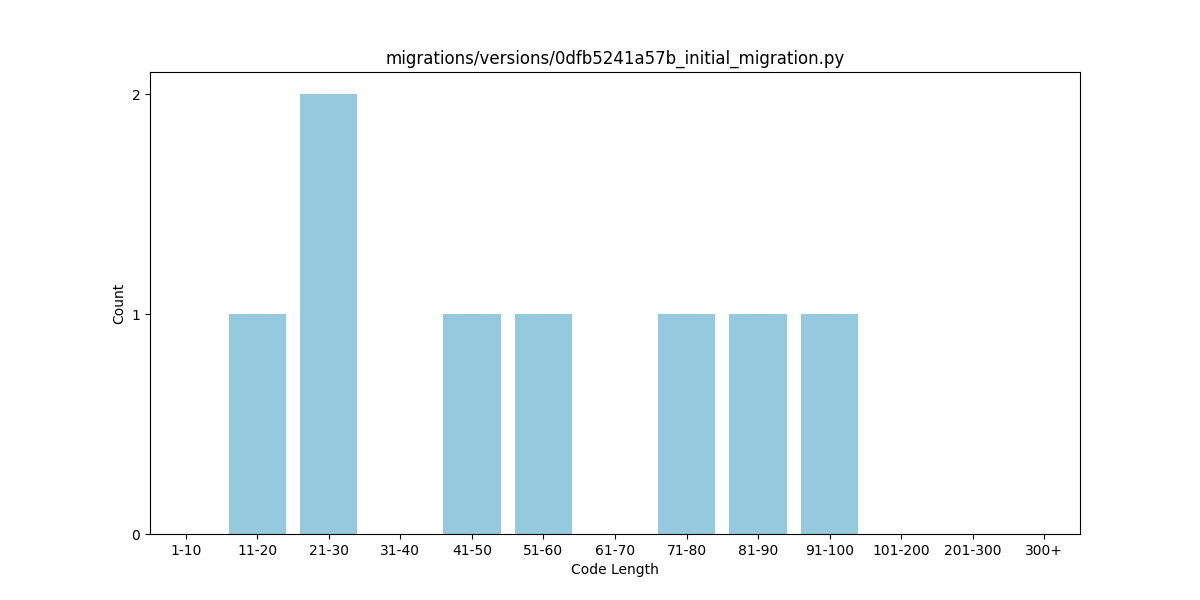 migrations/versions/0dfb5241a57b_initial_migration.py
Count
2
1
0
1-10 11-20 21-30 31-40 41-50 51-60 61-70 71-80 81-90 91-100 101-200 201-300 300+
Code Length